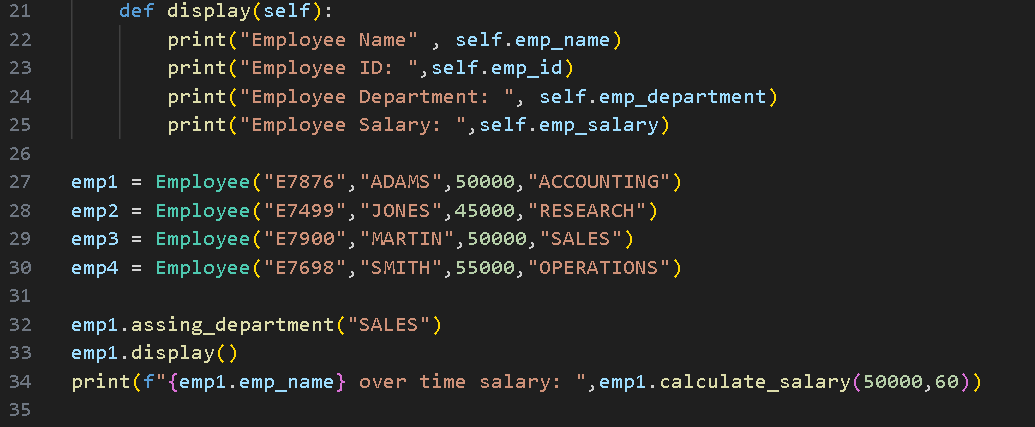 21 def display(self):
22 print("Employee Name" , self.emp_name)
23 print("Employee ID: ",self.emp_id)
24 print("Employee Department: ", self.emp_department)
25 print("Employee Salary: ",self.emp_salary)
26
27 emp1 = Employee("E7876","ADAMS",50000,"ACCOUNTING")
28 emp2 = Employee("E7499","JONES",45000,"RESEARCH")
29 emp3 = Employee("E7900","MARTIN",50000,"SALES")
30 emp4 = Employee("E7698","SMITH",55000,"OPERATIONS")
31
32 emp1.assing_department("SALES")
33 emp1.display()
34 print(f"{emp1.emp_name} over time salary: ",emp1.calculate_salary(50000,60))
35